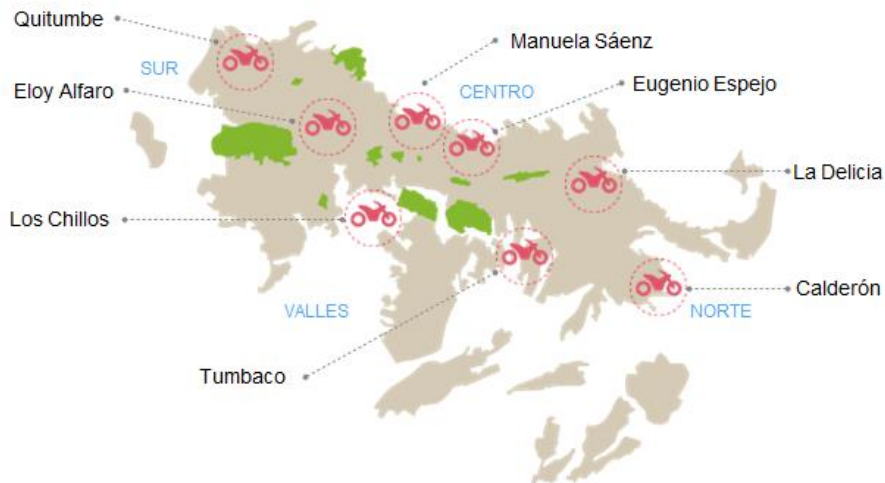 Quitumbe
Manuela Sáenz
SUR
Eloy Alfaro
CENTRO
Eugenio Espejo
La Delicia
Los Chillos
Calderón
VALLES
NORTE
Tumbaco